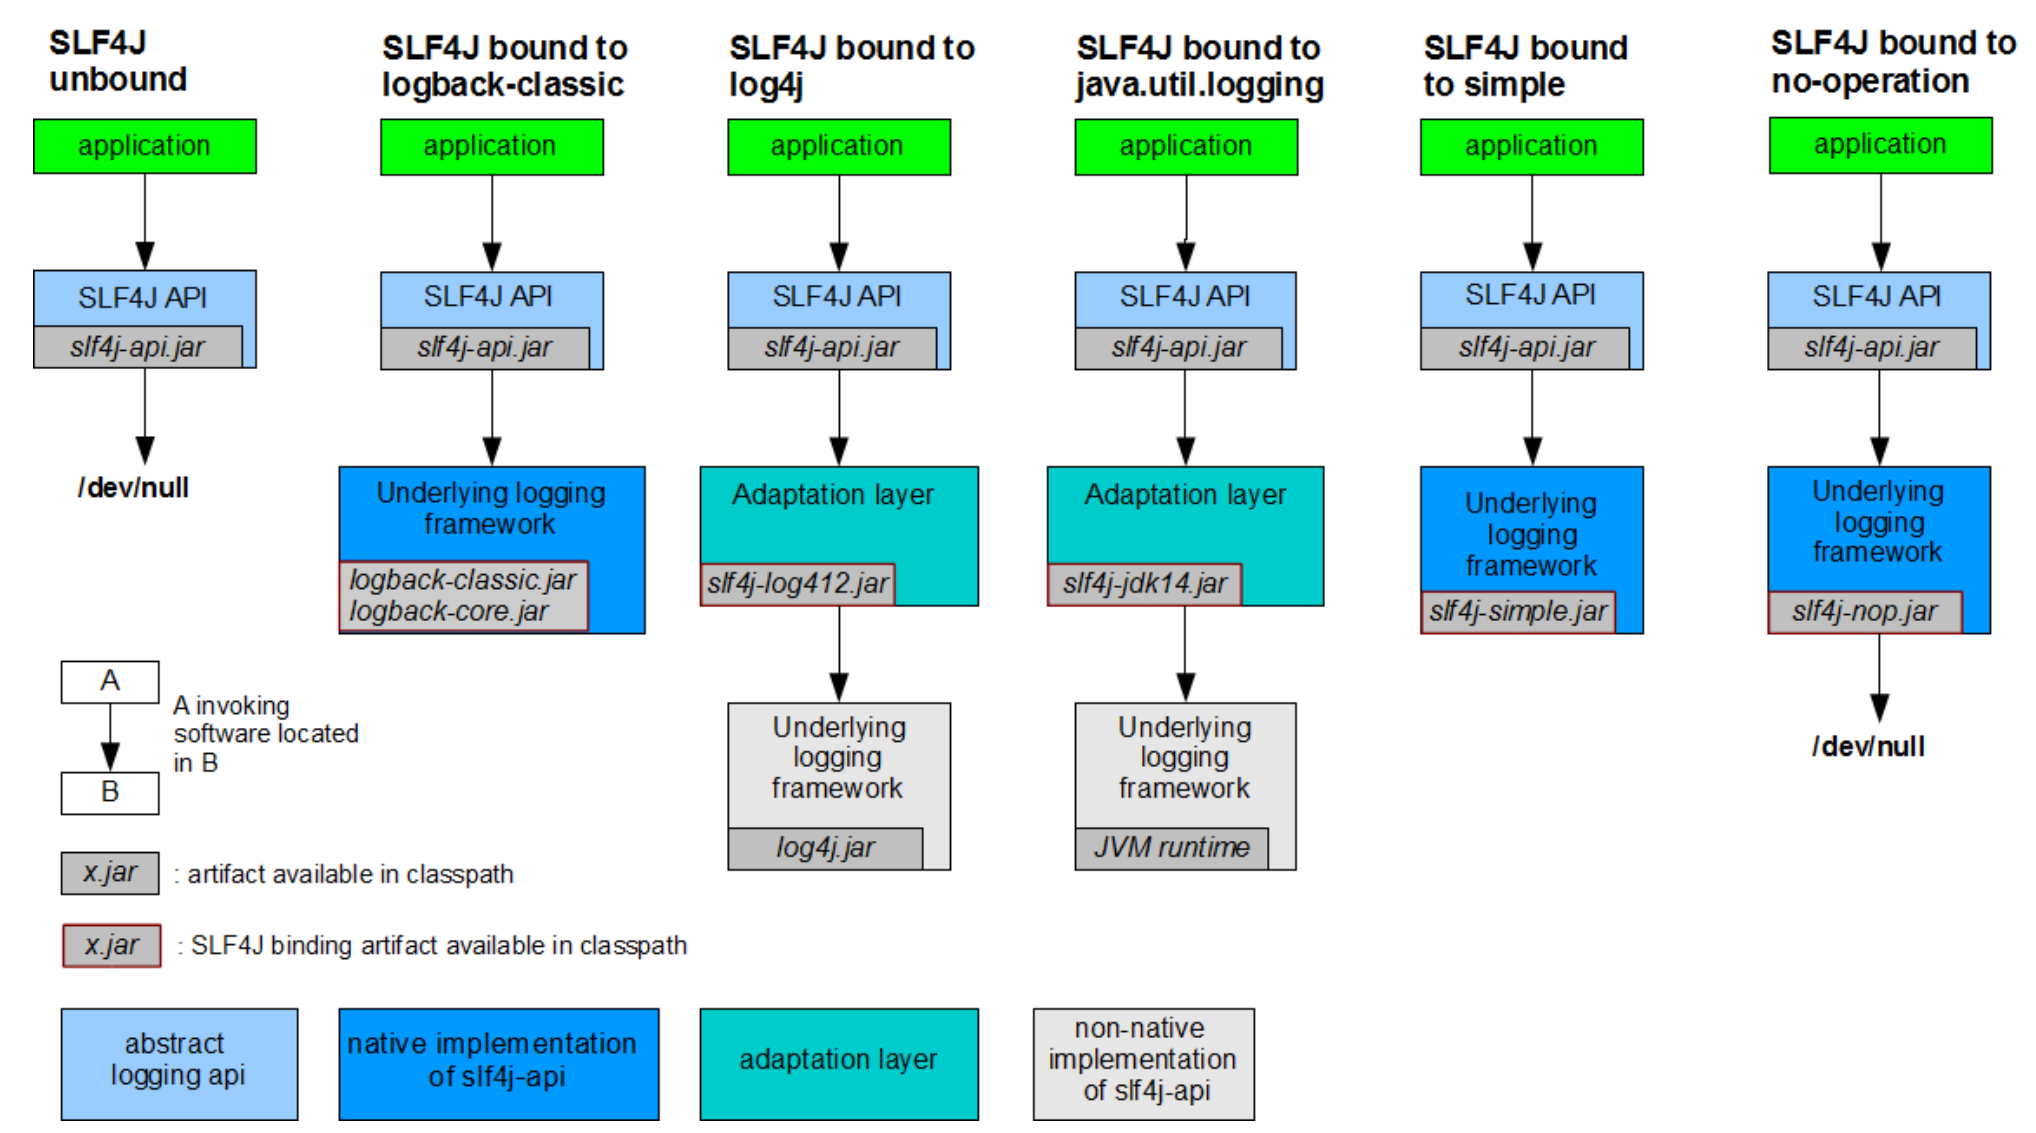 SLF4J
unbound
SLF4J bound to
logback-classic
SLF4J bound to
log4j
SLF4J bound to
java.util.logging
SLF4J bound
to simple
SLF4J bound to
no-operation
application
application
application
application
application
application
SLF4J API
slf4j-api.jar
SLF4J API
slf4j-api.jar
SLF4J API
slf4j-api.jar
SLF4J API
slf4j-api.jar
SLF4J API
slf4j-api.jar
SLF4J API
slf4j-api.jar
/dev/null
Underlying logging
framework
logback-classic.jar
logback-core.jar
Adaptation layer
slf4j-log412.jar
Adaptation layer
slf4j-jdk14.jar
Underlying
logging
framework
slf4j-simple.jar
Underlying
logging
framework
slf4j-nop.jar
Underlying
logging
framework
log4j.jar
Underlying
logging
framework
JVM runtime
/dev/null
A
B
A invoking
software located
in B
x.jar : artifact available in classpath
x.jar : SLF4J binding artifact available in classpath
abstract
logging api
native implementation
of slf4j-api
adaptation layer
non-native
implementation
of slf4j-api